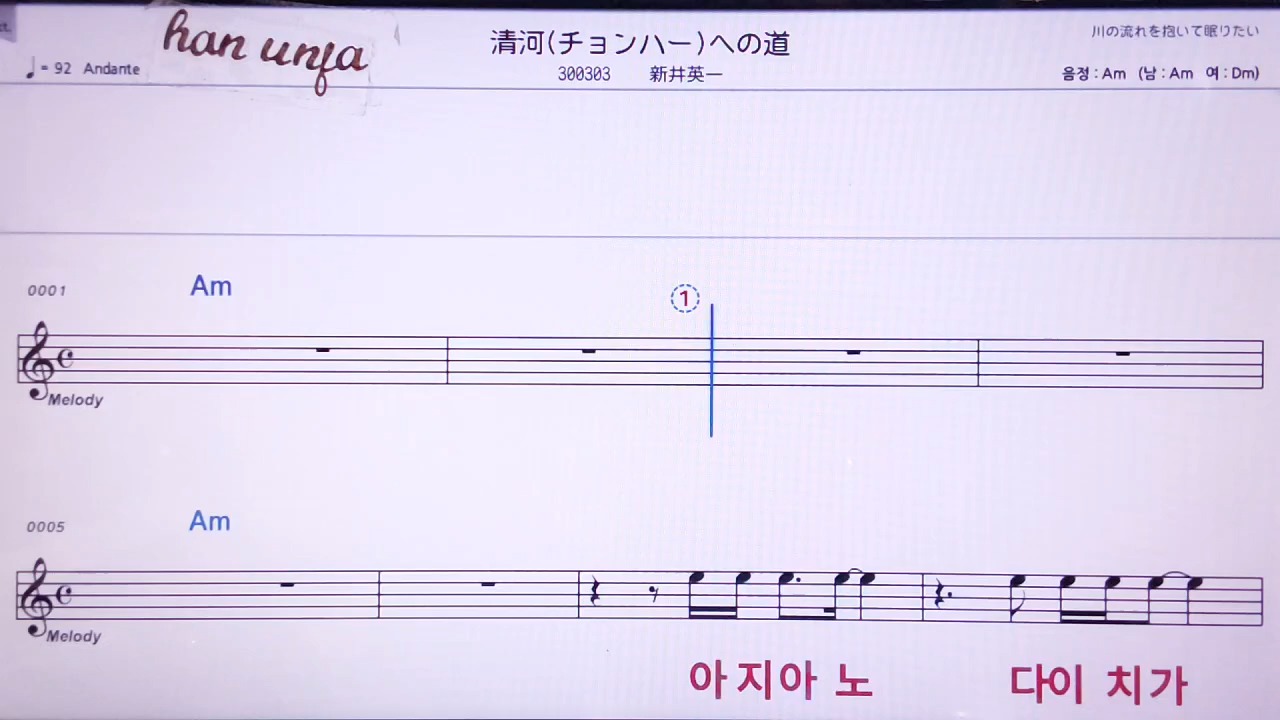 han unfa
清河(チョンハー)への道
川の流れを抱いて眠りたい
= 92 Andante
300303 新井英一
음정 : Am (남 : Am 여 : Dm)
0001 Am
1
Melody
0005 Am
Melody
아 지아 노 다이 치가